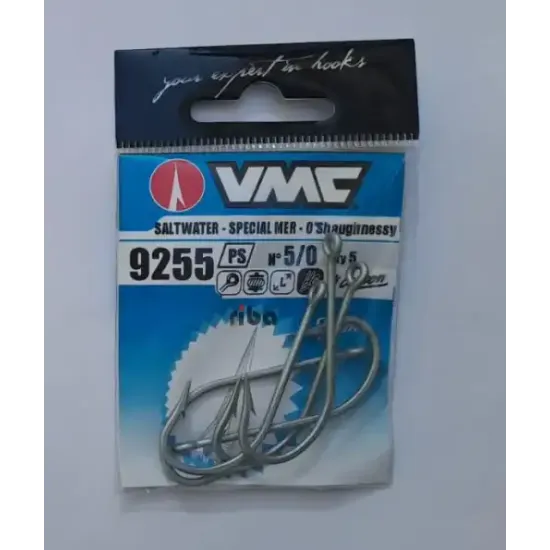 your expert in hooks
VMC
SALTWATER - SPECIAL MER - O'Shaughnessy
9255 PS N° 5/0 5
riba